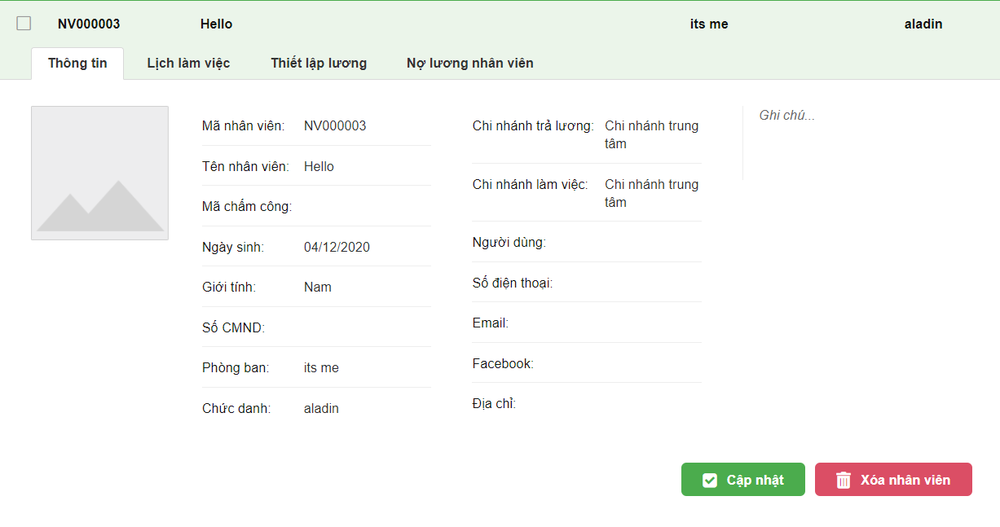 NV000003 Hello its me aladin
Thông tin Lịch làm việc Thiết lập lương Nợ lương nhân viên
Mã nhân viên: NV000003
Tên nhân viên: Hello
Mã chấm công:
Ngày sinh: 04/12/2020
Giới tính: Nam
Số CMND:
Phòng ban: its me
Chức danh: aladin
Chi nhánh trả lương: Chi nhánh trung
tâm
Chi nhánh làm việc: Chi nhánh trung
tâm
Người dùng:
Số điện thoại:
Email:
Facebook:
Địa chỉ:
Ghi chú...
Cập nhật Xóa nhân viên